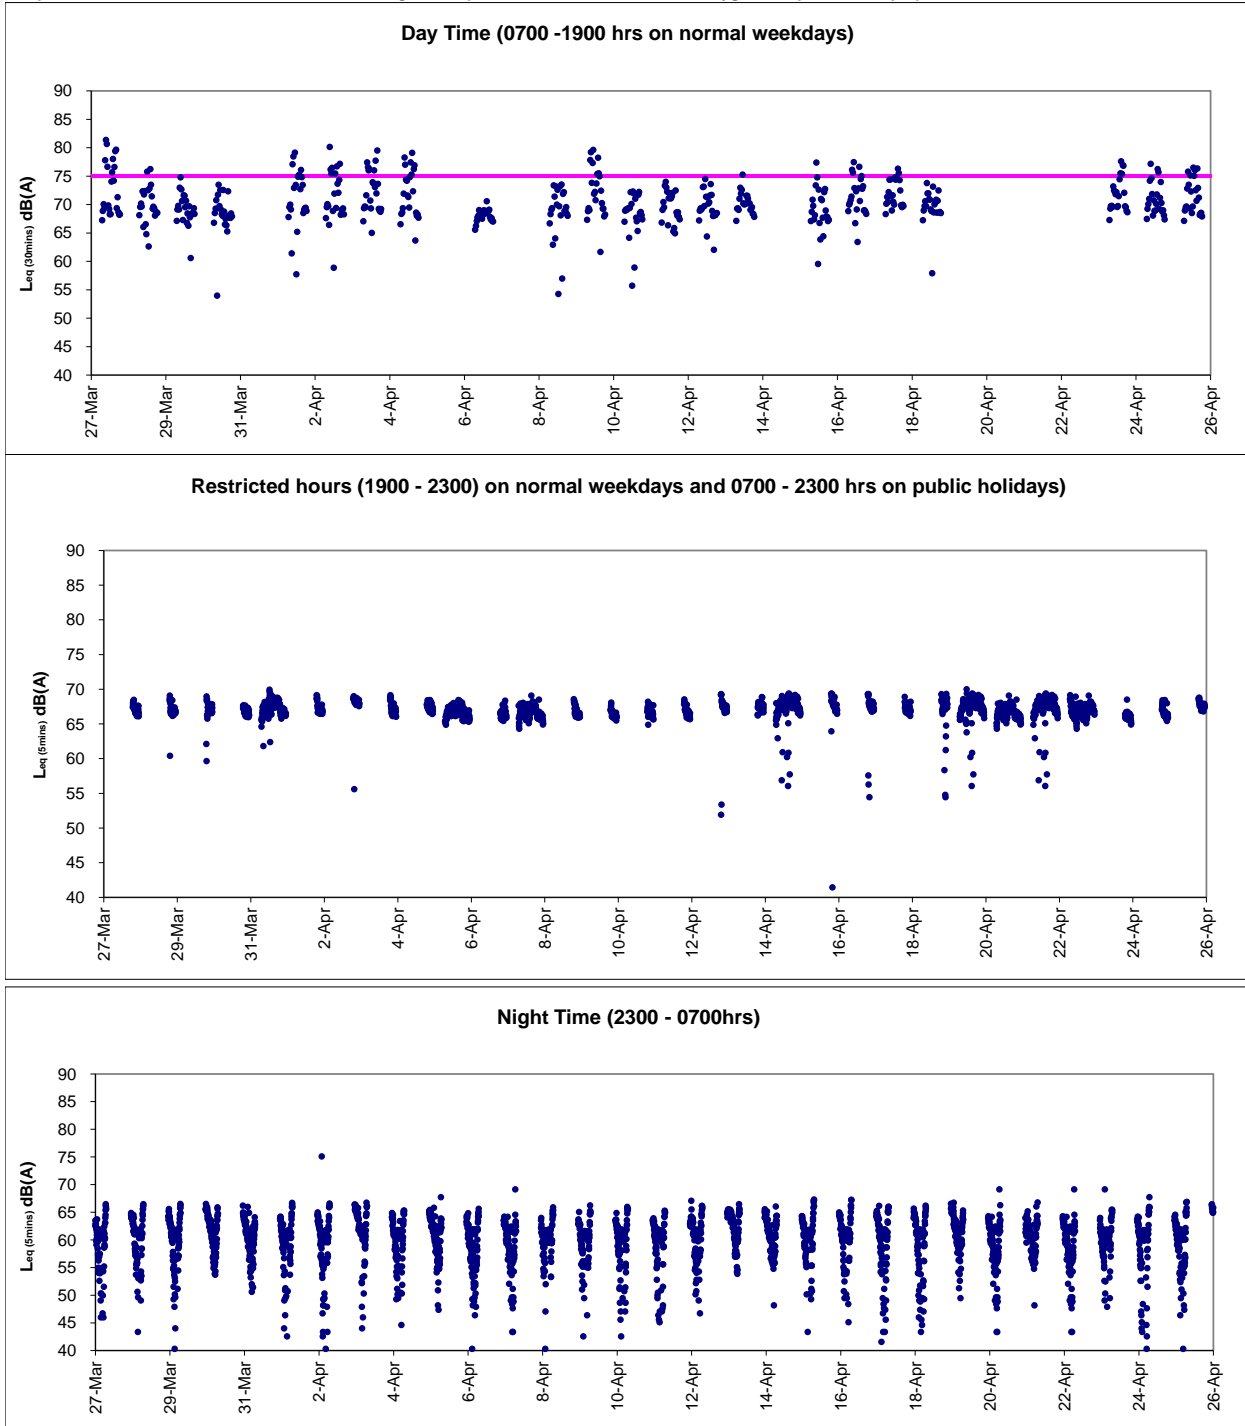 Day Time (0700 -1900 hrs on normal weekdays)
Leq (30mins) dB(A)
90
85
80
75
70
65
60
55
50
45
40
27-Mar
29-Mar
31-Mar
2-Apr
4-Apr
6-Apr
8-Apr
10-Apr
12-Apr
14-Apr
16-Apr
18-Apr
20-Apr
22-Apr
24-Apr
26-Apr
Restricted hours (1900 - 2300) on normal weekdays and 0700 - 2300 hrs on public holidays)
Leq (5mins) dB(A)
90
85
80
75
70
65
60
55
50
45
40
27-Mar
29-Mar
31-Mar
2-Apr
4-Apr
6-Apr
8-Apr
10-Apr
12-Apr
14-Apr
16-Apr
18-Apr
20-Apr
22-Apr
24-Apr
26-Apr
Night Time (2300 - 0700hrs)
Leq (5mins) dB(A)
90
85
80
75
70
65
60
55
50
45
40
27-Mar
29-Mar
31-Mar
2-Apr
4-Apr
6-Apr
8-Apr
10-Apr
12-Apr
14-Apr
16-Apr
18-Apr
20-Apr
22-Apr
24-Apr
26-Apr